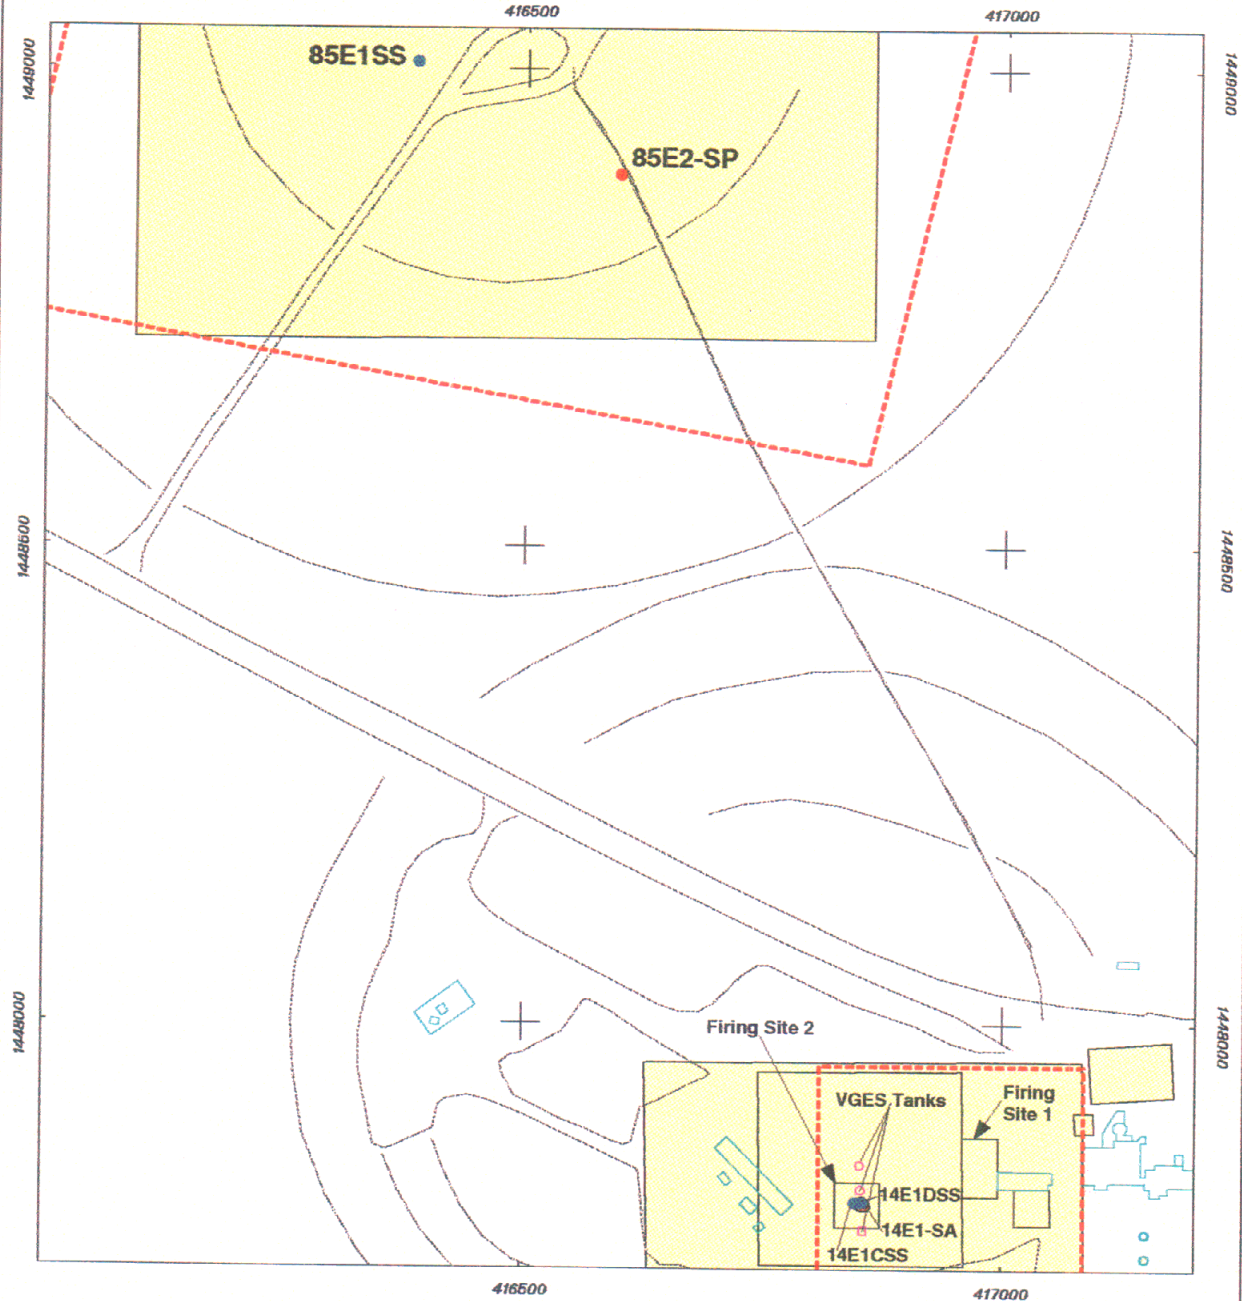 416500
417000
1449000
1449000
85E1SS
85E2-SP
1448500
1448500
1448000
1448000
Firing Site 2
VGES Tanks
Firing
Site 1
14E1DSS
14E1-SA
14E1CSS
416500
417000